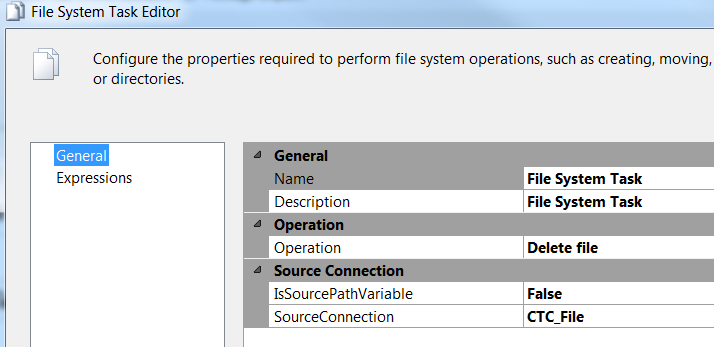 File System Task Editor
Configure the properties required to perform file system operations, such as creating, moving,
or directories.
General
Expressions
General
Name File System Task
Description File System Task
Operation
Operation Delete file
Source Connection
IsSourcePathVariable False
SourceConnection CTC_File